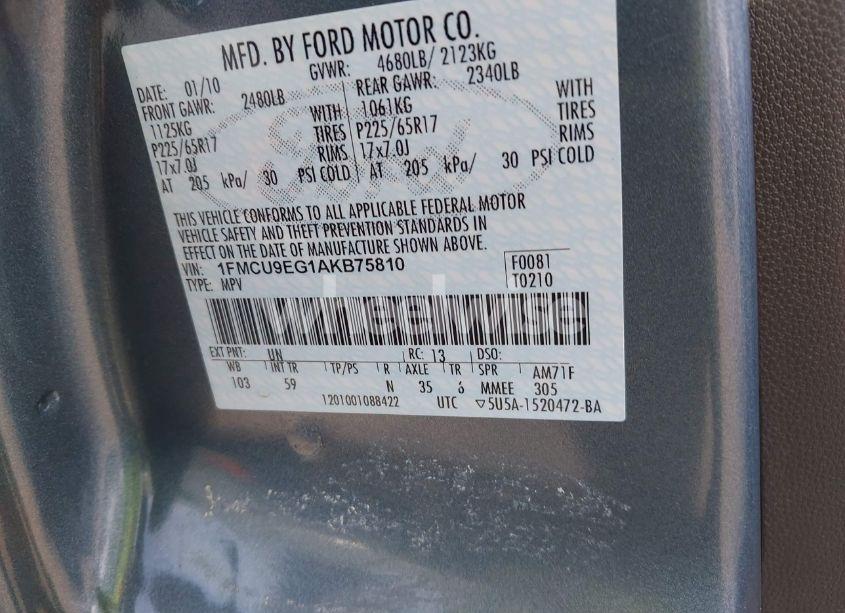 MFD. BY FORD MOTOR CO.
DATE: 01/10 GVWR: 4680LB/ 2123KG
FRONT GAWR: 2480LB REAR GAWR: 2340LB
1125KG WITH 1061KG WITH
P225/65R17 TIRES P225/65R17 TIRES
17x7.0J RIMS 17x7.0J RIMS
AT 205 kPa/ 30 PSI COLD AT 205 kPa/ 30 PSI COLD
Ford
THIS VEHICLE CONFORMS TO ALL APPLICABLE FEDERAL MOTOR
VEHICLE SAFETY AND THEFT PREVENTION STANDARDS IN
EFFECT ON THE DATE OF MANUFACTURE SHOWN ABOVE.
VIN: 1FMCU9EG1AKB75810 F0081
TYPE: MPV T0210
wheelwise
EXT PNT: UN RC: 13 DSO:
WB INT TR TP/PS R AXLE TR SPR AM71F
103 59 N 35 6 MMEE 305
1201001088422 UTC ▽5U5A-1520472-BA